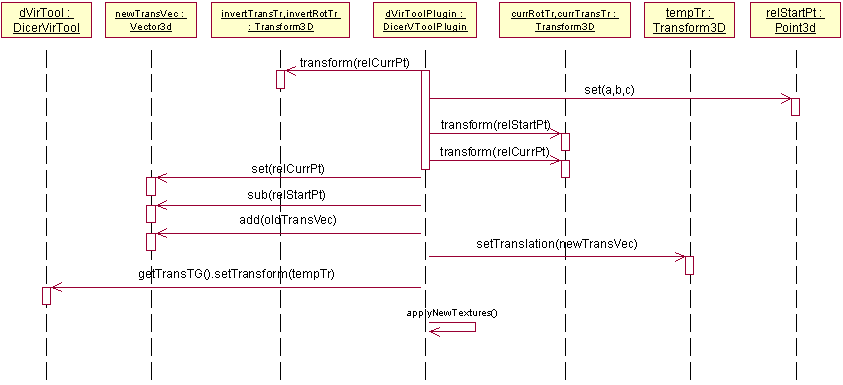 dVirTool :
DicerVirTool
newTransVec :
Vector3d
invertTransTr,invertRotTr
: Transform3D
dVirToolPlugin :
DicerVToolPlugin
currRotTr,currTransTr :
Transform3D
tempTr :
Transform3D
relStartPt :
Point3d
transform(relCurrPt)
set(a,b,c)
transform(relStartPt)
transform(relCurrPt)
set(relCurrPt)
sub(relStartPt)
add(oldTransVec)
setTranslation(newTransVec)
getTransTG().setTransform(tempTr)
applyNewTextures()